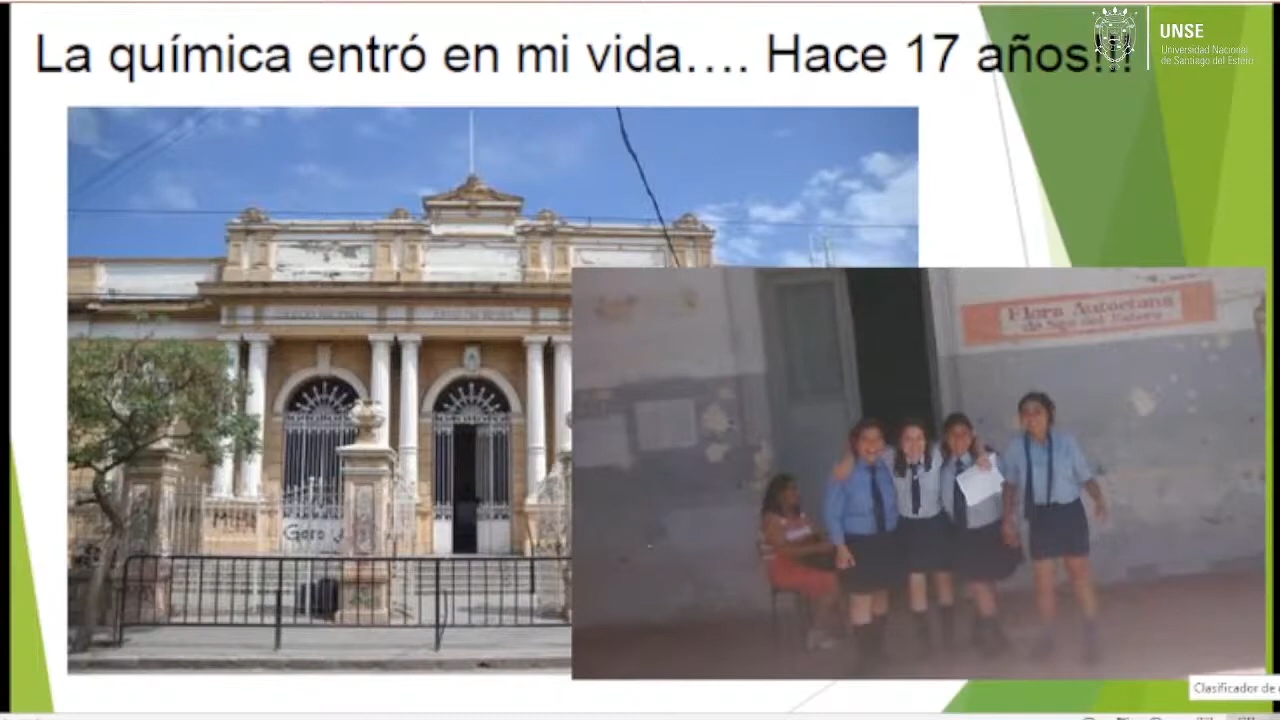 La química entró en mi vida…. Hace 17 años!!!
UNSE
Universidad Nacional
de Santiago del Estero
Flora Autóctona
de Sgo del Estero
Clasificador de